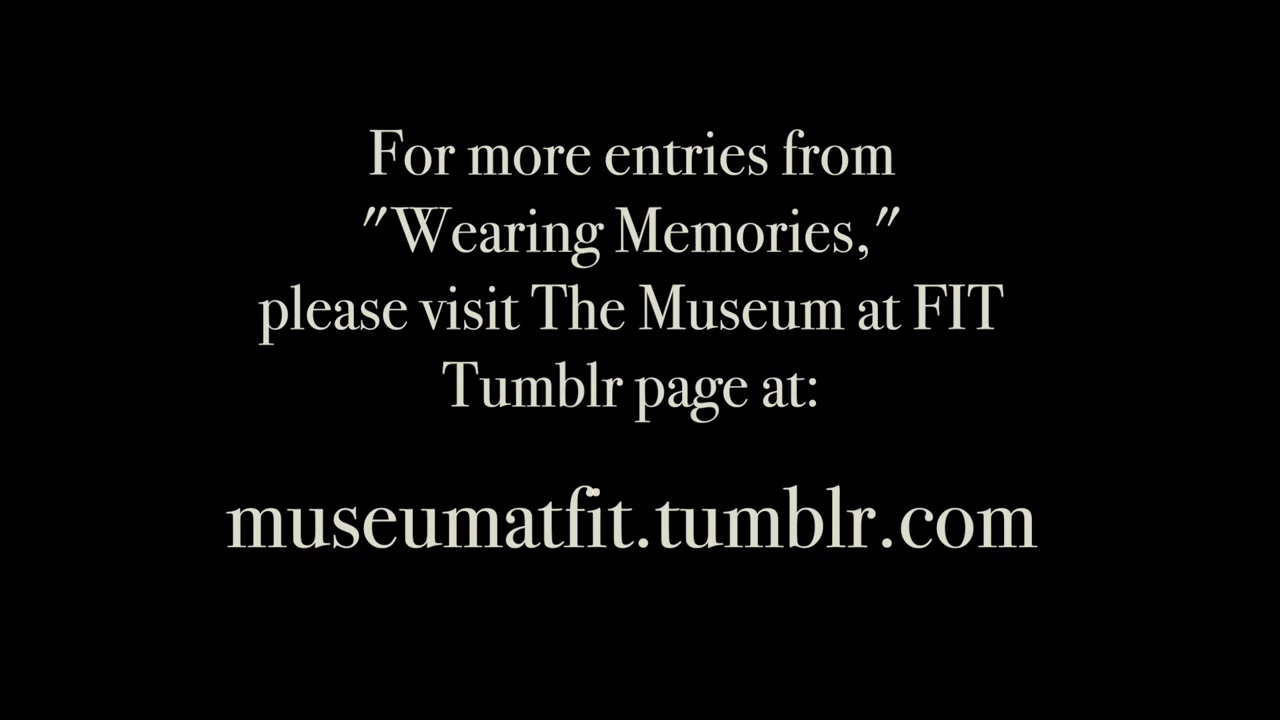 For more entries from
"Wearing Memories,"
please visit The Museum at FIT
Tumblr page at:
museumatfit.tumblr.com